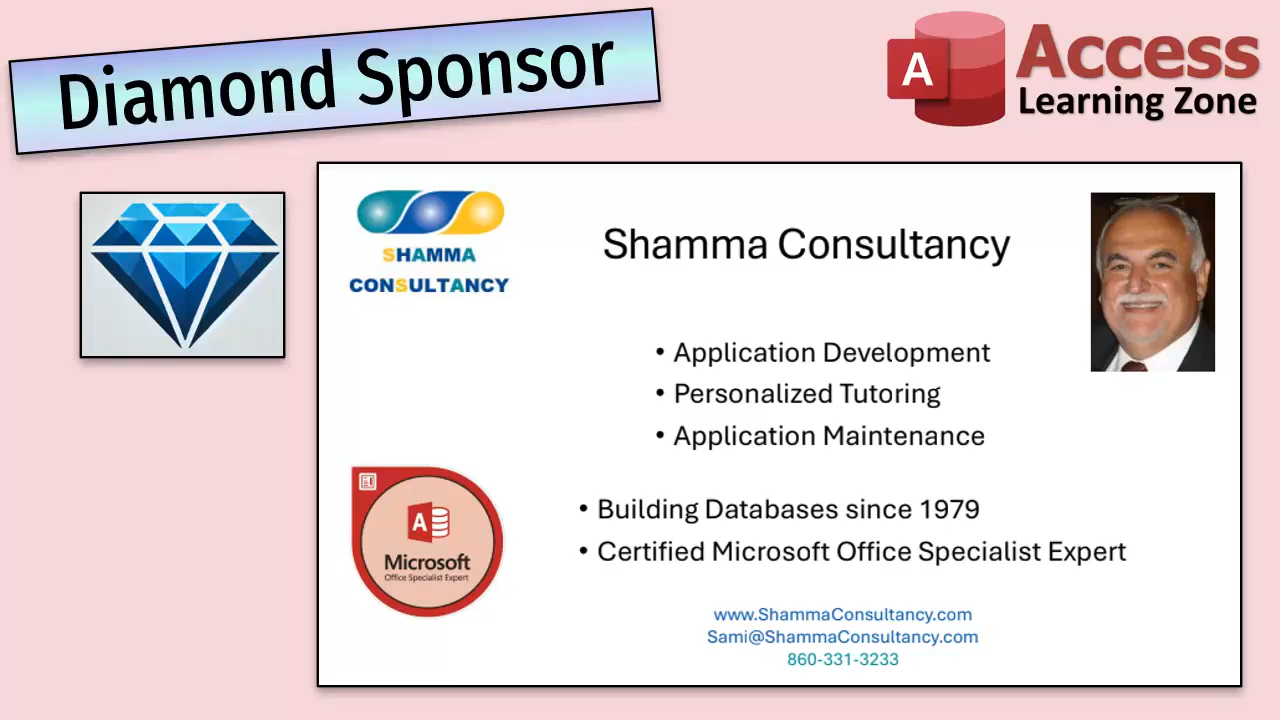 Diamond Sponsor
A
Access
Learning Zone
SHAMMA
CONSULTANCY
Shamma Consultancy
• Application Development
• Personalized Tutoring
• Application Maintenance
A
Microsoft
Office Specialist Expert
• Building Databases since 1979
• Certified Microsoft Office Specialist Expert
www.ShammaConsultancy.com
Sami@ShammaConsultancy.com
860-331-3233